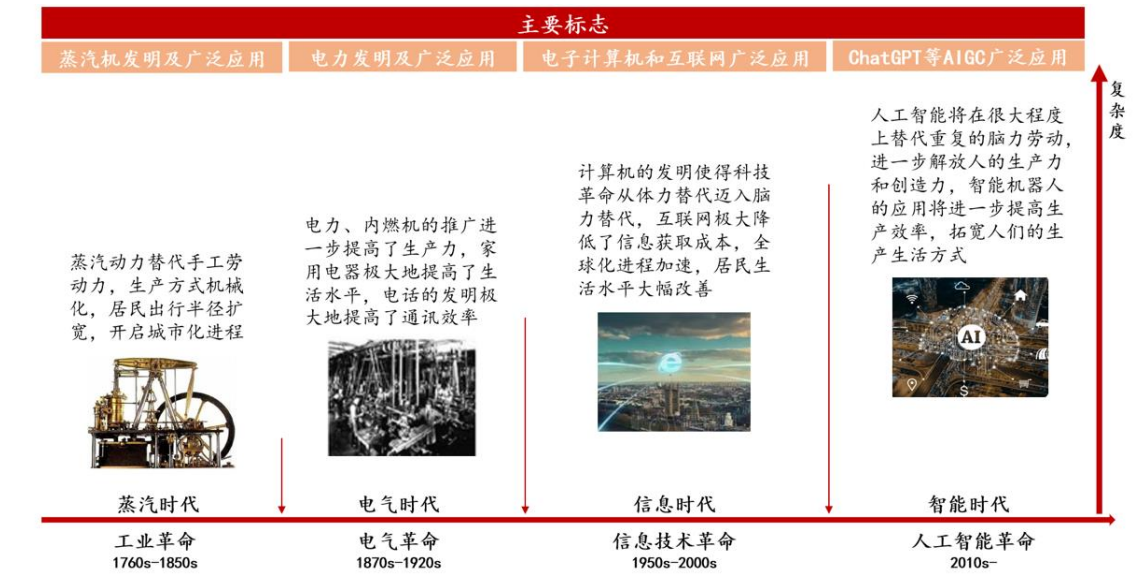 主要标志
蒸汽机发明及广泛应用
电力发明及广泛应用
电子计算机和互联网广泛应用
ChatGPT等AIGC广泛应用
复杂度
蒸汽动力替代手工劳
动力，生产方式机械
化，居民出行半径扩
宽，开启城市化进程
电力、内燃机的推广进
一步提高了生产力，家
用电器极大地提高了生
活水平，电话的发明极
大地提高了通讯效率
计算机的发明使得科技
革命从体力替代迈入脑
力替代，互联网极大降
低了信息获取成本，全
球化进程加速，居民生
活水平大幅改善
人工智能将在很大程度
上替代重复的脑力劳动，
进一步解放人的生产力
和创造力，智能机器人
的应用将进一步提高生
产效率，拓宽人们的生
产生活方式
AI
$
蒸汽时代
电气时代
信息时代
智能时代
工业革命
1760s-1850s
电气革命
1870s-1920s
信息技术革命
1950s-2000s
人工智能革命
2010s-